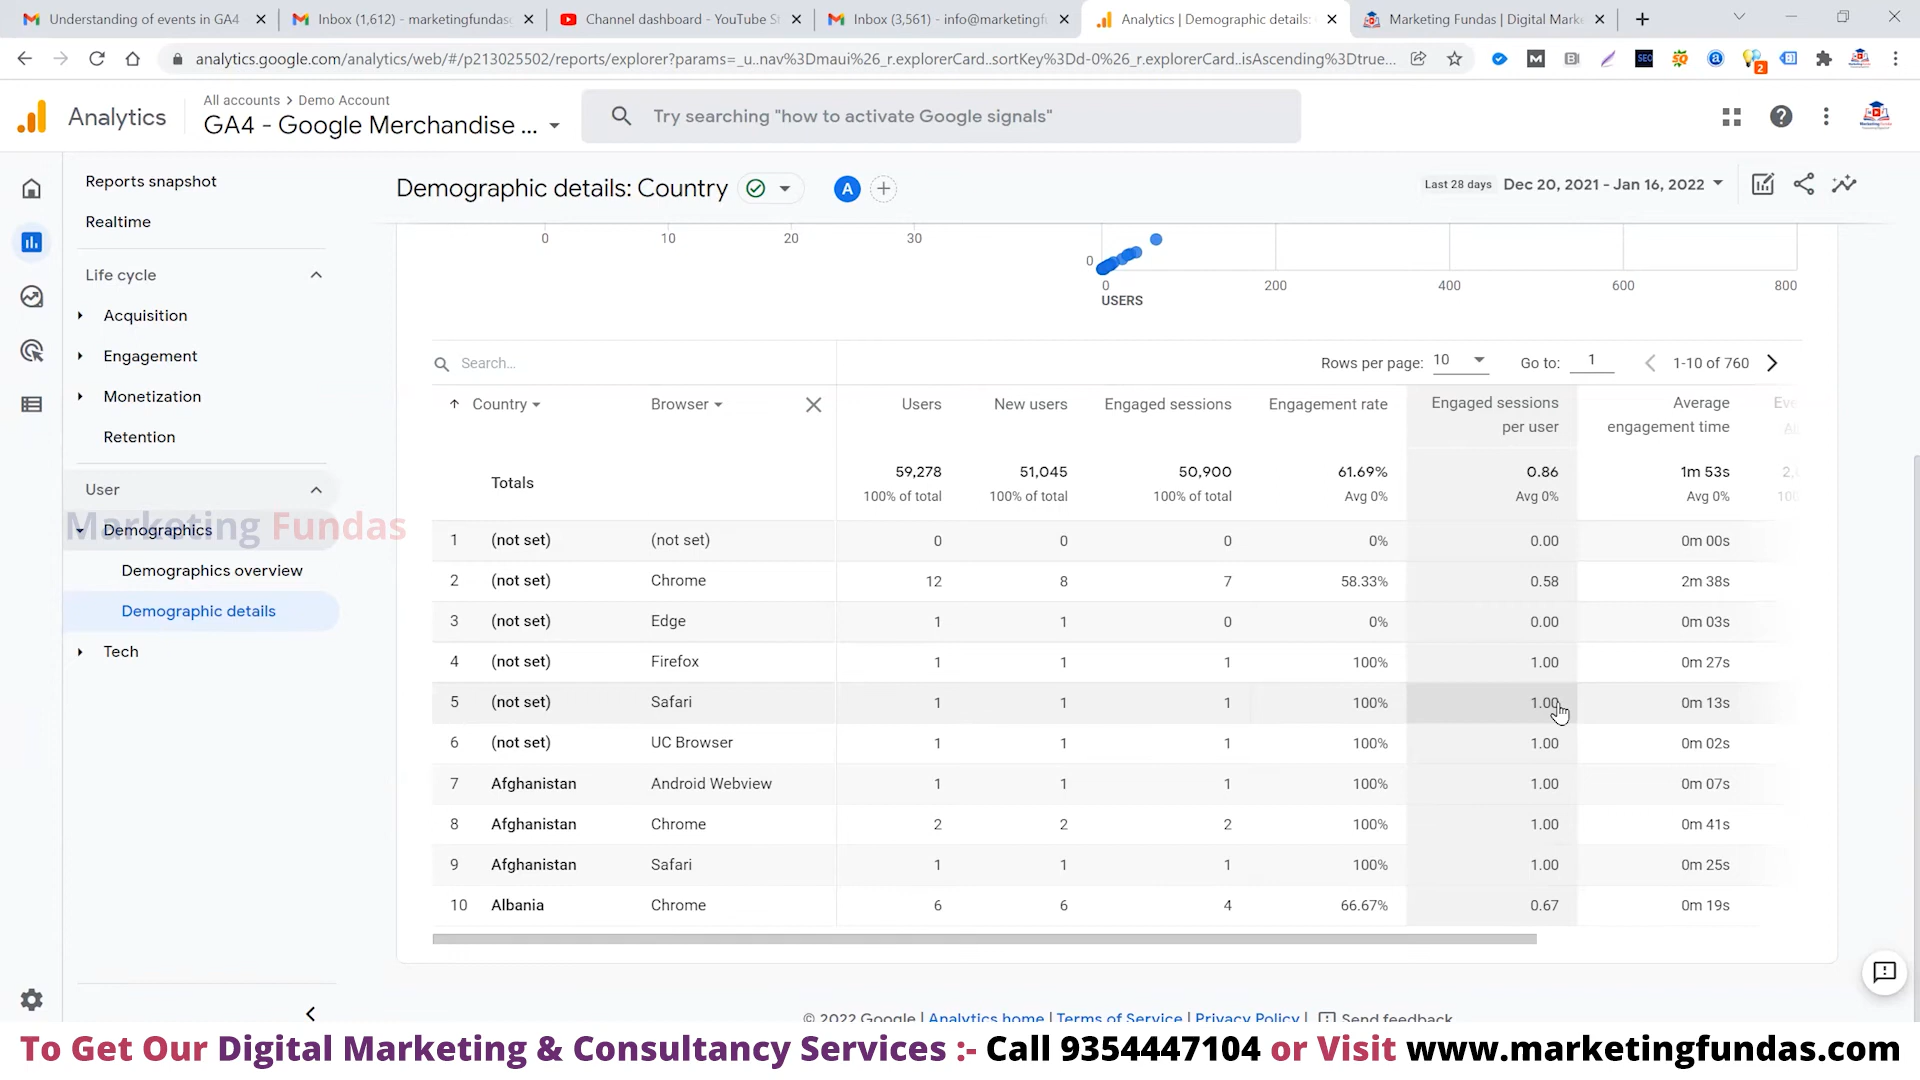 Understanding of events in GA4
Inbox (1,612) - marketingfundas
Channel dashboard - YouTube St
Inbox (3,561) - info@marketingfu
Analytics | Demographic details:
Marketing Fundas | Digital Mark
analytics.google.com/analytics/web/#/p213025502/reports/explorer?params=_u..nav%3Dmaui%26_r.explorerCard..sortKey%3Dd-0%26_r.explorerCard..isAscending%3Dtrue...
SEO
2
Analytics
All accounts > Demo Account
GA4 - Google Merchandise ...
Try searching "how to activate Google signals"
Reports snapshot
Realtime
Life cycle
Acquisition
Engagement
Monetization
Retention
User
Demographics
Marketing Fundas
Demographics overview
Demographic details
Tech
Demographic details: Country
A
Last 28 days Dec 20, 2021 - Jan 16, 2022
0 10 20 30
0
0 200 400 600 800
USERS
Search...
Rows per page: 10 Go to: 1 1-10 of 760
Country Browser Users New users Engaged sessions Engagement rate Engaged sessions per user Average engagement time
Totals 59,278 51,045 50,900 61.69% 0.86 1m 53s
100% of total 100% of total 100% of total Avg 0% Avg 0% Avg 0%
1 (not set) (not set) 0 0 0 0% 0.00 0m 00s
2 (not set) Chrome 12 8 7 58.33% 0.58 2m 38s
3 (not set) Edge 1 1 0 0% 0.00 0m 03s
4 (not set) Firefox 1 1 1 100% 1.00 0m 27s
5 (not set) Safari 1 1 1 100% 1.00 0m 13s
6 (not set) UC Browser 1 1 1 100% 1.00 0m 02s
7 Afghanistan Android Webview 1 1 1 100% 1.00 0m 07s
8 Afghanistan Chrome 2 2 2 100% 1.00 0m 41s
9 Afghanistan Safari 1 1 1 100% 1.00 0m 25s
10 Albania Chrome 6 6 4 66.67% 0.67 0m 19s
© 2022 Google | Analytics home | Terms of Service | Privacy Policy | Send feedback
To Get Our Digital Marketing & Consultancy Services :- Call 9354447104 or Visit www.marketingfundas.com